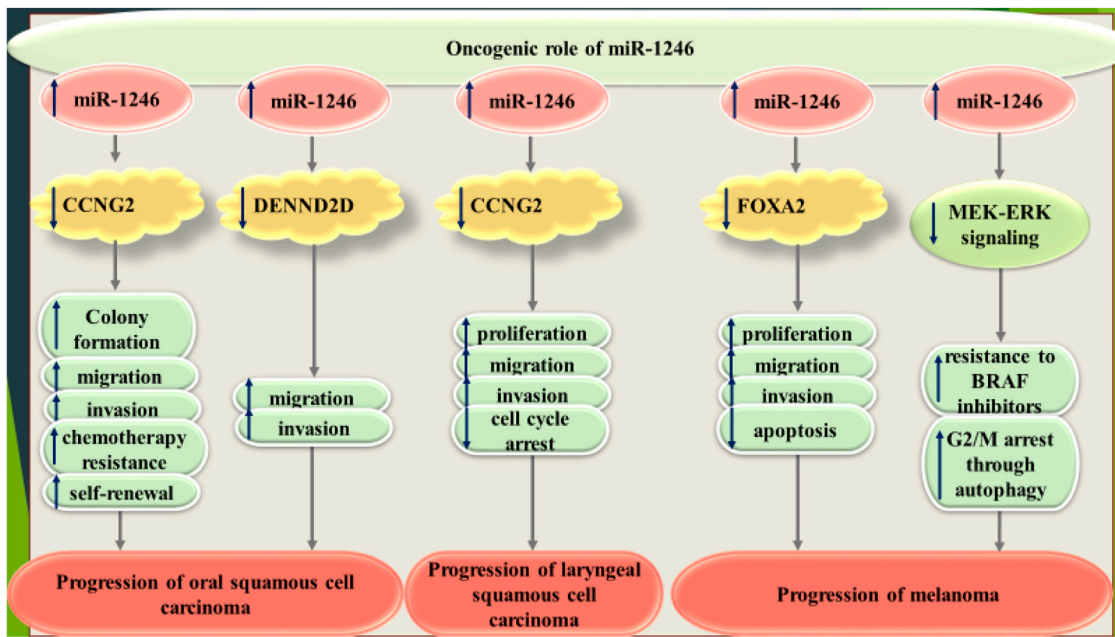 Oncogenic role of miR-1246
miR-1246
miR-1246
miR-1246
miR-1246
miR-1246
CCNG2
DENND2D
CCNG2
FOXA2
MEK-ERK
signaling
Colony
formation
migration
invasion
chemotherapy
resistance
self-renewal
migration
invasion
proliferation
migration
invasion
cell cycle
arrest
proliferation
migration
invasion
apoptosis
resistance to
BRAF
inhibitors
G2/M arrest
through
autophagy
Progression of oral squamous cell
carcinoma
Progression of laryngeal
squamous cell
carcinoma
Progression of melanoma